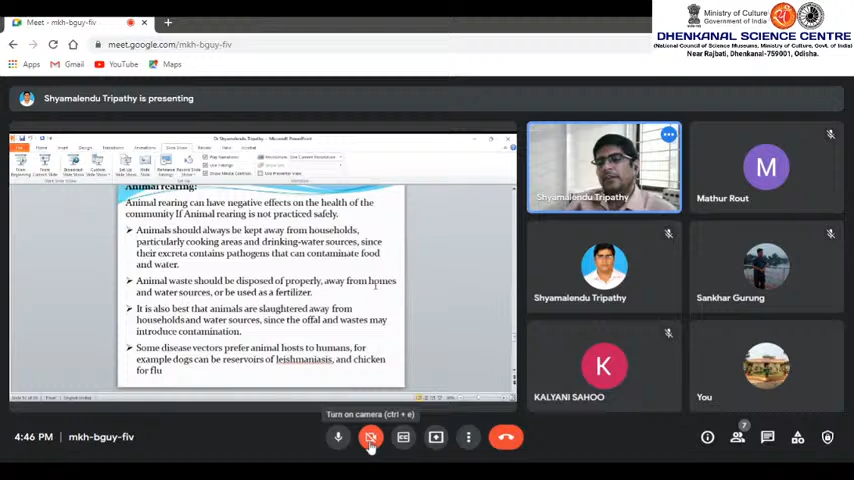 Meet - mkh-bguy-fiv
meet.google.com/mkh-bguy-fiv
Apps
Gmail
YouTube
Maps
Ministry of Culture
Government of India
DHENKANAL SCIENCE CENTRE
(National Council of Science Museums, Ministry of Culture, Govt. of India)
Near Rajbati, Dhenkanal-759001, Odisha.
Shyamalendu Tripathy is presenting
Dr Shyamalendu Tripathy - Microsoft PowerPoint
Animal rearing:
Animal rearing can have negative effects on the health of the
community If Animal rearing is not practiced safely.
➢ Animals should always be kept away from households,
particularly cooking areas and drinking-water sources, since
their excreta contains pathogens that can contaminate food
and water.
➢ Animal waste should be disposed of properly, away from homes
and water sources, or be used as a fertilizer.
➢ It is also best that animals are slaughtered away from
households and water sources, since the offal and wastes may
introduce contamination.
➢ Some disease vectors prefer animal hosts to humans, for
example dogs can be reservoirs of leishmaniasis, and chicken
for flu
Shyamalendu Tripathy
M
Mathur Rout
Shyamalendu Tripathy
Sankhar Gurung
K
KALYANI SAHOO
You
Turn on camera (ctrl + e)
4:46 PM | mkh-bguy-fiv
7